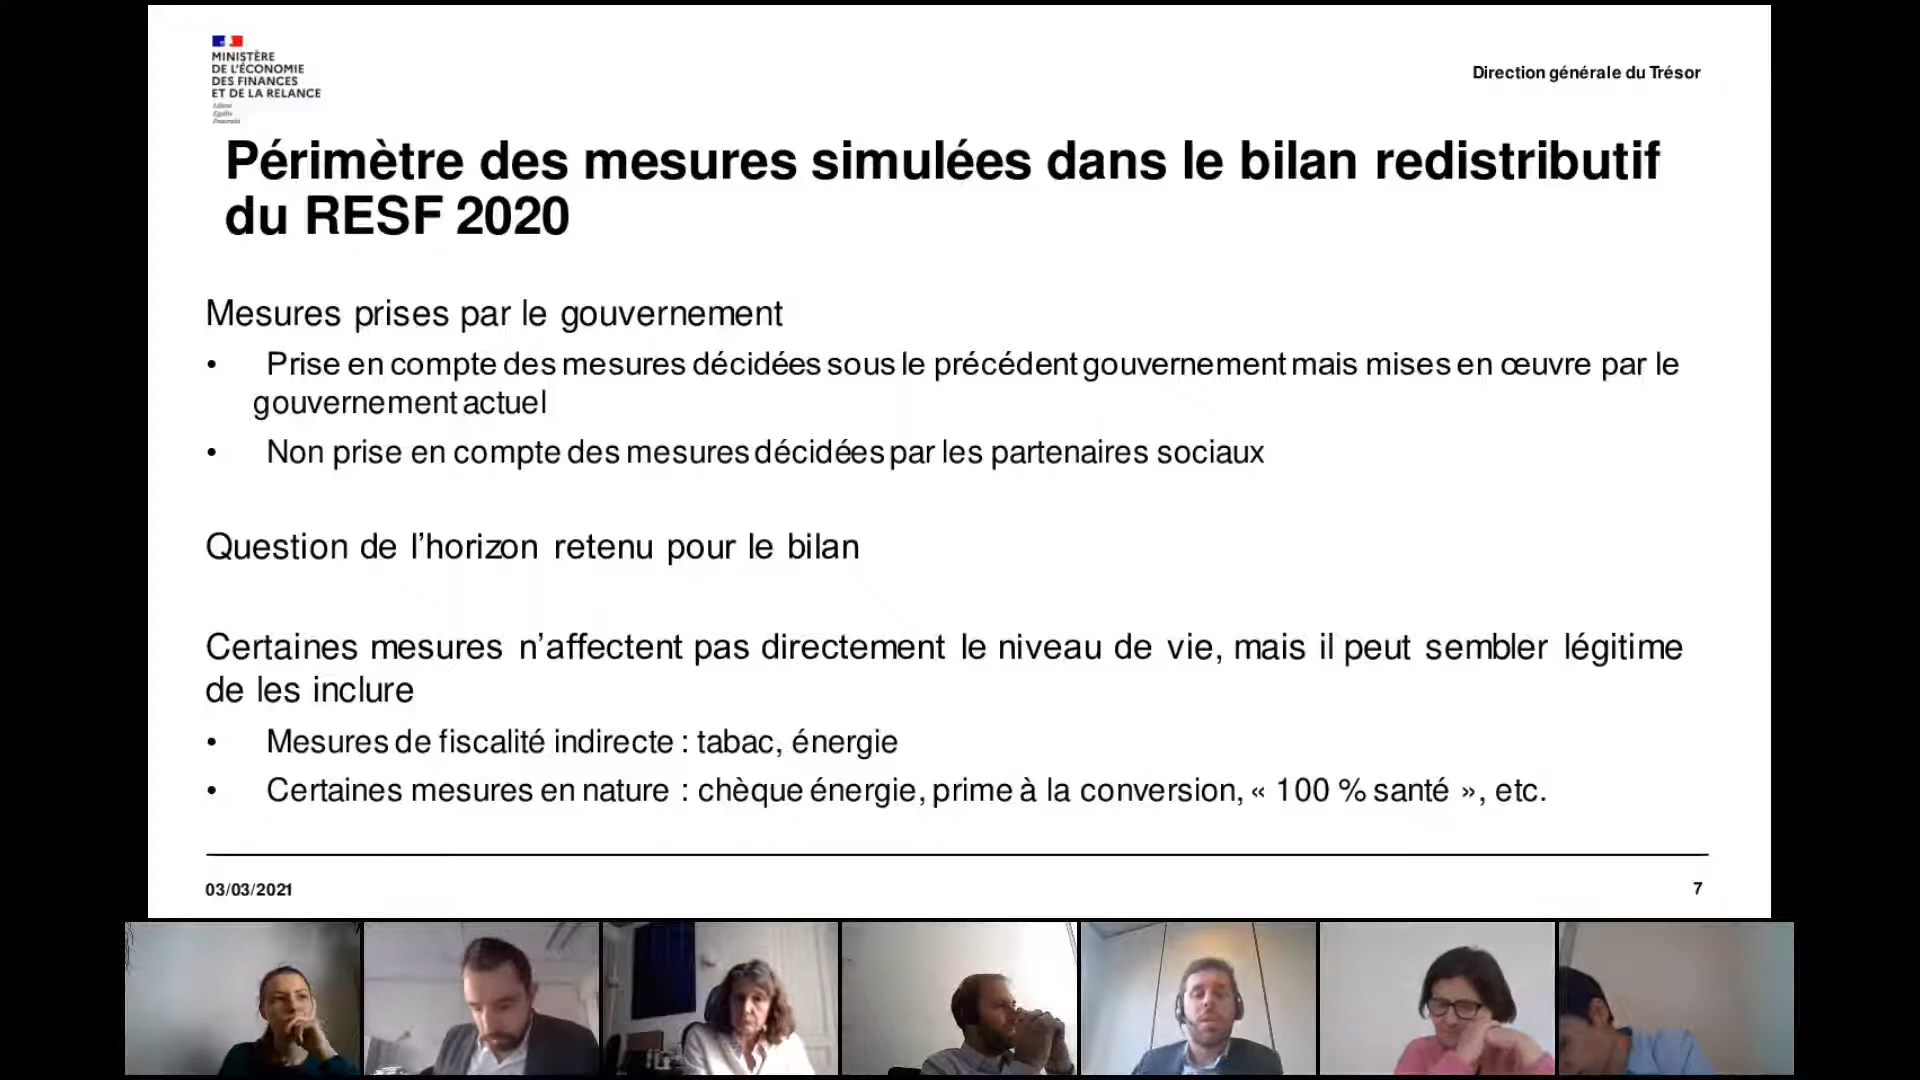 MINISTÈRE
DE L'ÉCONOMIE
DES FINANCES
ET DE LA RELANCE
Liberté
Égalité
Fraternité
Direction générale du Trésor
Périmètre des mesures simulées dans le bilan redistributif
du RESF 2020
Mesures prises par le gouvernement
• Prise en compte des mesures décidées sous le précédent gouvernement mais mises en œuvre par le
gouvernement actuel
• Non prise en compte des mesures décidées par les partenaires sociaux
Question de l’horizon retenu pour le bilan
Certaines mesures n’affectent pas directement le niveau de vie, mais il peut sembler légitime
de les inclure
• Mesures de fiscalité indirecte : tabac, énergie
• Certaines mesures en nature : chèque énergie, prime à la conversion, « 100 % santé », etc.
03/03/2021
7